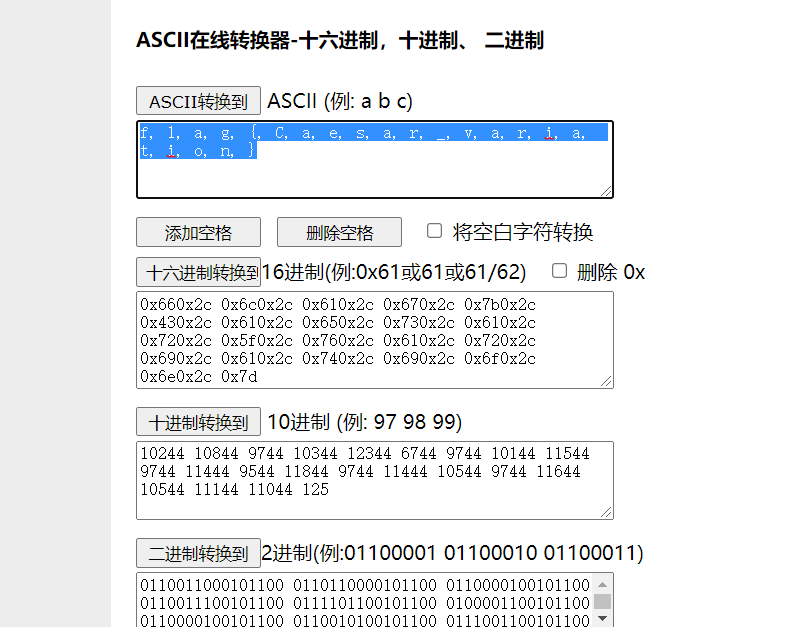 ASCII在线转换器-十六进制，十进制、 二进制
ASCII转换到 ASCII (例: a b c)
f, l, a, g, {, C, a, e, s, a, r, _, v, a, r, i, a,
t, i, o, n, }
添加空格 删除空格 将空白字符转换
十六进制转换到 16进制(例:0x61或61或61/62) 删除 0x
0x660x2c 0x6c0x2c 0x610x2c 0x670x2c 0x7b0x2c
0x430x2c 0x610x2c 0x650x2c 0x730x2c 0x610x2c
0x720x2c 0x5f0x2c 0x760x2c 0x610x2c 0x720x2c
0x690x2c 0x610x2c 0x740x2c 0x690x2c 0x6f0x2c
0x6e0x2c 0x7d
十进制转换到 10进制 (例: 97 98 99)
10244 10844 9744 10344 12344 6744 9744 10144 11544
9744 11444 9544 11844 9744 11444 10544 9744 11644
10544 11144 11044 125
二进制转换到 2进制(例:01100001 01100010 01100011)
0110011000101100 0110110000101100 0110000100101100
0110011100101100 0111101100101100 0100001100101100
0110000100101100 0110010100101100 0111001100101100